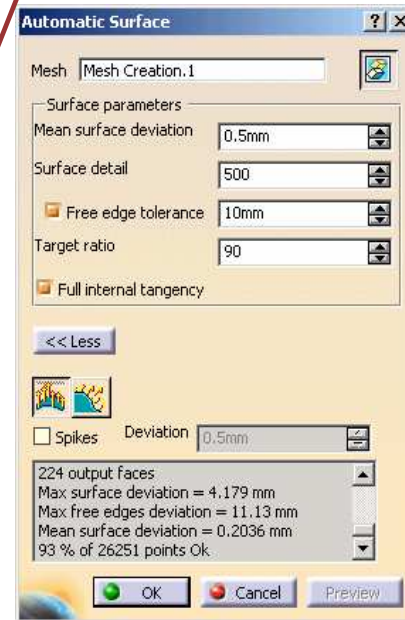 Automatic Surface
? X
Mesh Mesh Creation.1
Surface parameters
Mean surface deviation 0.5mm
Surface detail 500
Free edge tolerance 10mm
Target ratio 90
Full internal tangency
<< Less
Spikes Deviation 0.5mm
224 output faces
Max surface deviation = 4.179 mm
Max free edges deviation = 11.13 mm
Mean surface deviation = 0.2036 mm
93 % of 26251 points Ok
OK Cancel Preview